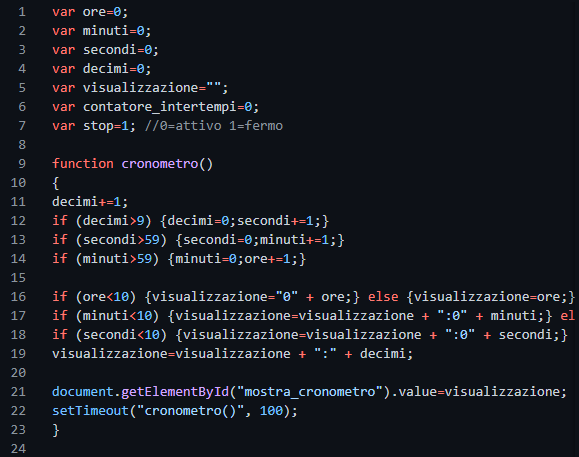 1 var ore=0;
2 var minuti=0;
3 var secondi=0;
4 var decimi=0;
5 var visualizzazione="";
6 var contatore_intertempi=0;
7 var stop=1; //0=attivo 1=fermo
8
9 function cronometro()
10 {
11 decimi+=1;
12 if (decimi>9) {decimi=0;secondi+=1;}
13 if (secondi>59) {secondi=0;minuti+=1;}
14 if (minuti>59) {minuti=0;ore+=1;}
15
16 if (ore<10) {visualizzazione="0" + ore;} else {visualizzazione=ore;}
17 if (minuti<10) {visualizzazione=visualizzazione + ":0" + minuti;} el
18 if (secondi<10) {visualizzazione=visualizzazione + ":0" + secondi;}
19 visualizzazione=visualizzazione + ":" + decimi;
20
21 document.getElementById("mostra_cronometro").value=visualizzazione;
22 setTimeout("cronometro()", 100);
23 }
24